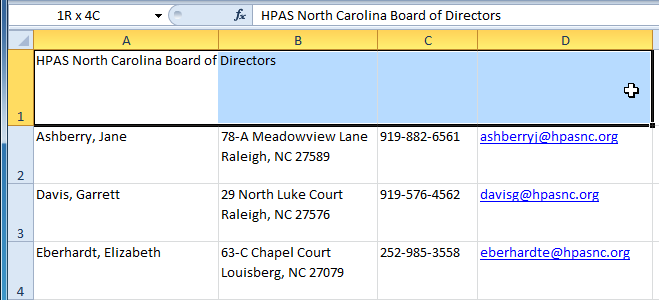 1R x 4C fx HPAS North Carolina Board of Directors
A B C D
1 HPAS North Carolina Board of Directors
Ashberry, Jane 78-A Meadowview Lane 919-882-6561 ashberryj@hpasnc.org
2 Raleigh, NC 27589
Davis, Garrett 29 North Luke Court 919-576-4562 davisg@hpasnc.org
3 Raleigh, NC 27576
Eberhardt, Elizabeth 63-C Chapel Court 252-985-3558 eberhardte@hpasnc.org
4 Louisberg, NC 27079